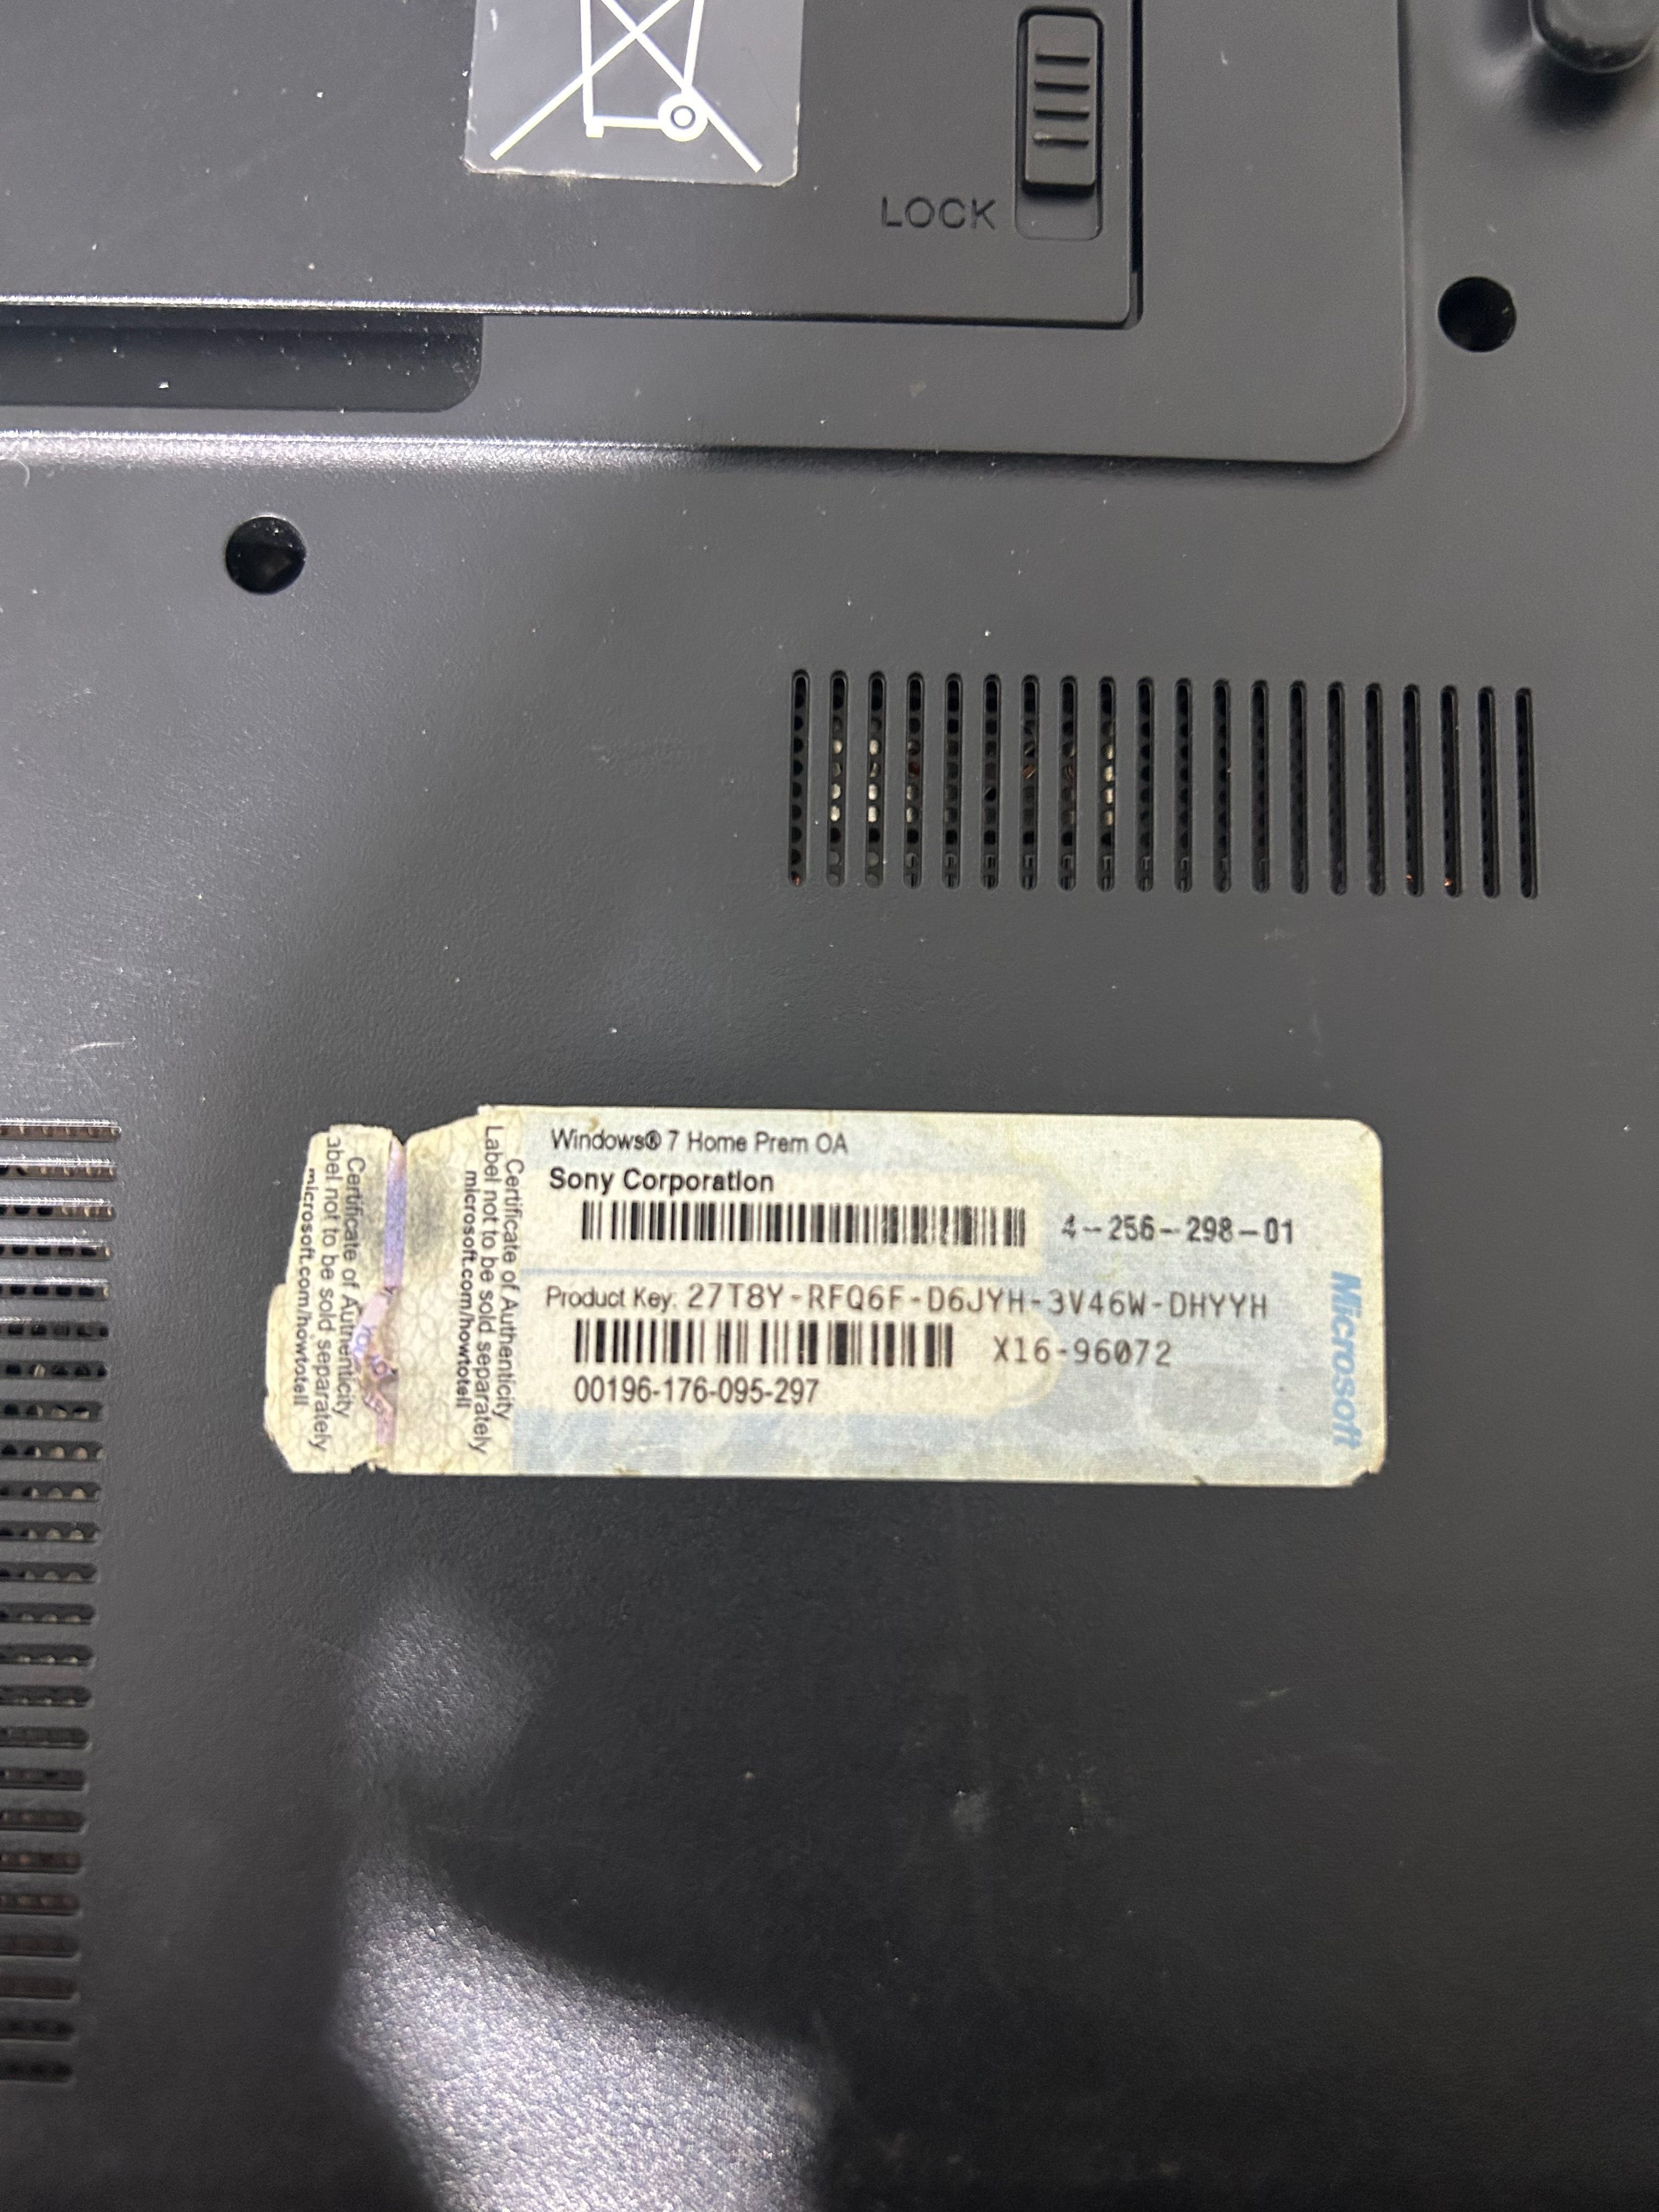 LOCK
Windows® 7 Home Prem OA
Sony Corporation
4-256-298-01
Product Key: 27T8Y-RFQ6F-D6JYH-3V46W-DHYYH
X16-96072
00196-176-095-297
Microsoft
Certificate of Authenticity
Label not to be sold separately
microsoft.com/howtotell
Certificate of Authenticity
abel not to be sold separately
microsoft.com/howtotell